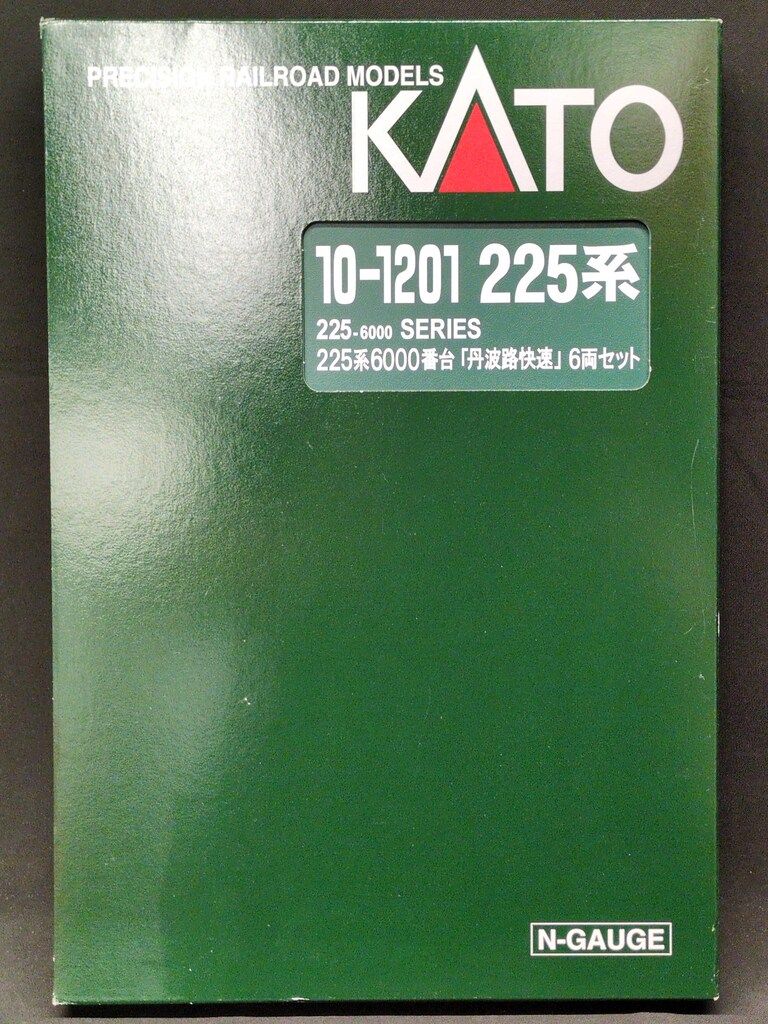 PRECISION RAILROAD MODELS
KATO
10-1201 225系
225-6000 SERIES
225系6000番台「丹波路快速」6両セット
N-GAUGE